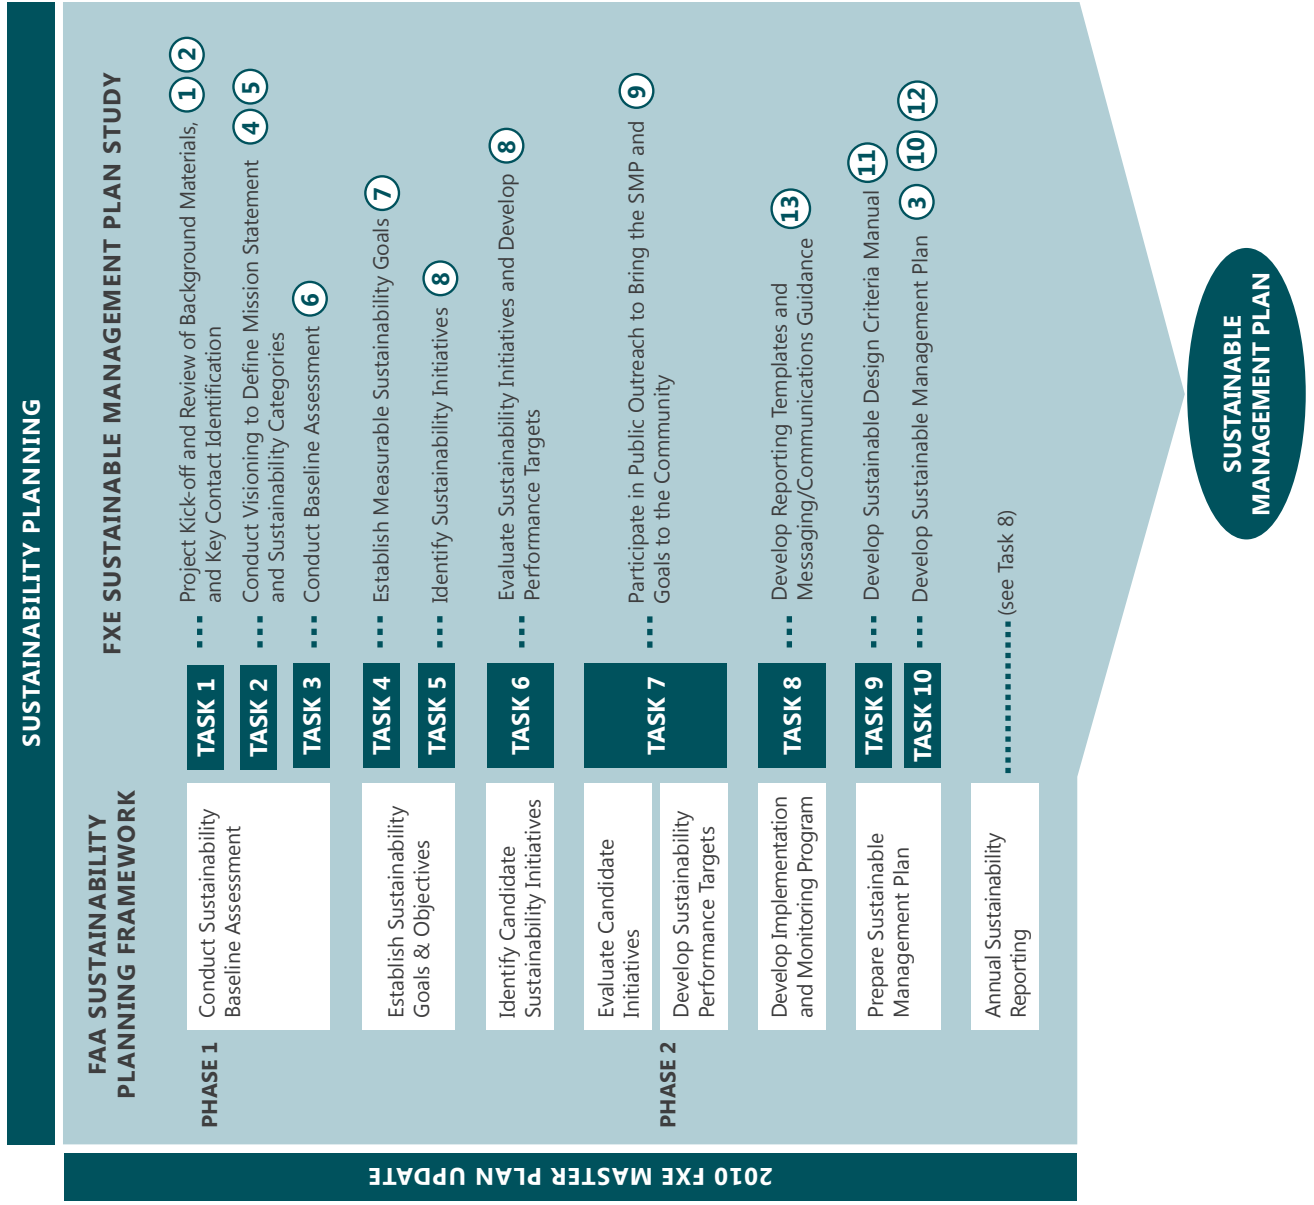 SUSTAINABILITY PLANNING
2010 FXE MASTER PLAN UPDATE
FAA SUSTAINABILITY
PLANNING FRAMEWORK
FXE SUSTAINABLE MANAGEMENT PLAN STUDY
PHASE 1
Conduct Sustainability
Baseline Assessment
TASK 1
Project Kick-off and Review of Background Materials,
and Key Contact Identification
1 2
TASK 2
Conduct Visioning to Define Mission Statement
and Sustainability Categories
4 5
TASK 3
Conduct Baseline Assessment
6
Establish Sustainability
Goals & Objectives
TASK 4
Establish Measurable Sustainability Goals
7
TASK 5
Identify Sustainability Initiatives
8
Identify Candidate
Sustainability Initiatives
TASK 6
Evaluate Sustainability Initiatives and Develop
Performance Targets
8
PHASE 2
Evaluate Candidate
Initiatives
Develop Sustainability
Performance Targets
TASK 7
Participate in Public Outreach to Bring the SMP and
Goals to the Community
9
Develop Implementation
and Monitoring Program
TASK 8
Develop Reporting Templates and
Messaging/Communications Guidance
13
Prepare Sustainable
Management Plan
TASK 9
Develop Sustainable Design Criteria Manual
11
TASK 10
Develop Sustainable Management Plan
3 10 12
Annual Sustainability
Reporting
(see Task 8)
SUSTAINABLE
MANAGEMENT PLAN